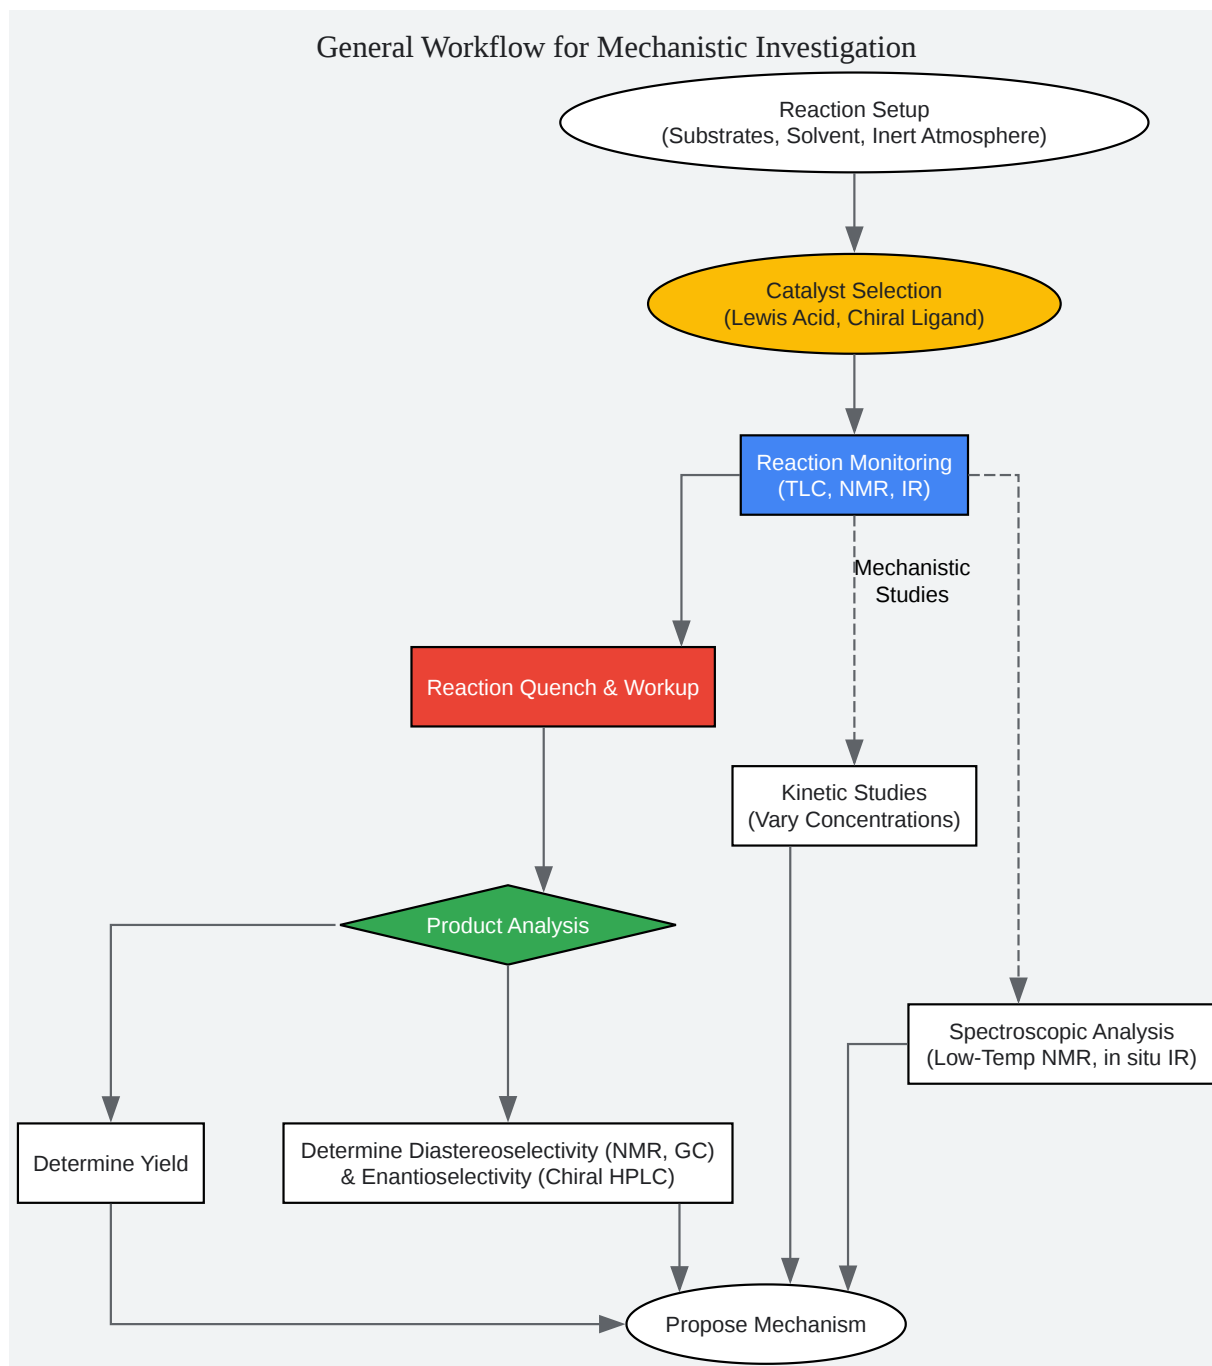 General Workflow for Mechanistic Investigation
Reaction Setup
(Substrates, Solvent, Inert Atmosphere)
Catalyst Selection
(Lewis Acid, Chiral Ligand)
Reaction Monitoring
(TLC, NMR, IR)
Mechanistic
Studies
Reaction Quench & Workup
Kinetic Studies
(Vary Concentrations)
Product Analysis
Spectroscopic Analysis
(Low-Temp NMR, in situ IR)
Determine Yield
Determine Diastereoselectivity (NMR, GC)
& Enantioselectivity (Chiral HPLC)
Propose Mechanism